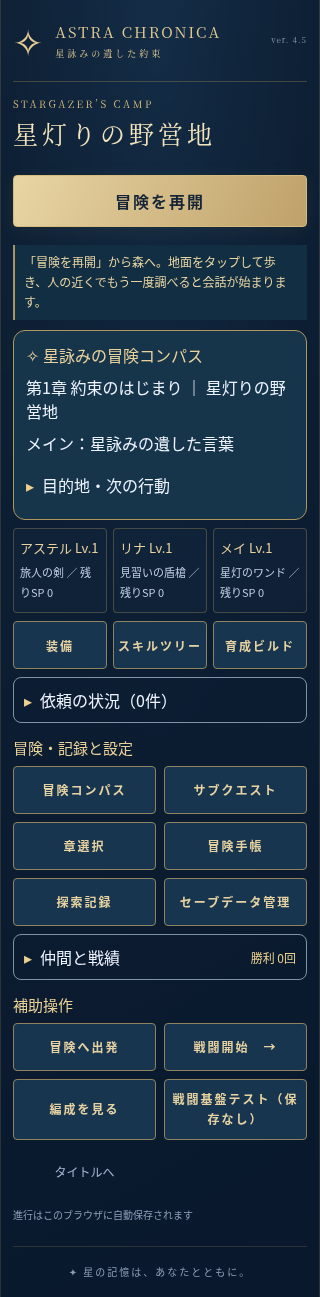 ASTRA CHRONICA
星詠みの遺した約束
ver. 4.5
STARGAZER'S CAMP
星灯りの野営地
冒険を再開
「冒険を再開」から森へ。地面をタップして歩
き、人の近くでもう一度調べると会話が始まりま
す。
✧ 星詠みの冒険コンパス
第1章 約束のはじまり ｜ 星灯りの野
営地
メイン：星詠みの遺した言葉
▸ 目的地・次の行動
アステル Lv.1
旅人の剣 ／ 残
りSP 0
リナ Lv.1
見習いの盾槍 ／
残りSP 0
メイ Lv.1
星灯のワンド ／
残りSP 0
装備
スキルツリー
育成ビルド
▸ 依頼の状況（0件）
冒険・記録と設定
冒険コンパス
サブクエスト
章選択
冒険手帳
探索記録
セーブデータ管理
▸ 仲間と戦績
勝利 0回
補助操作
冒険へ出発
戦闘開始 →
編成を見る
戦闘基盤テスト（保
存なし）
タイトルへ
進行はこのブラウザに自動保存されます
✦ 星の記憶は、あなたとともに。